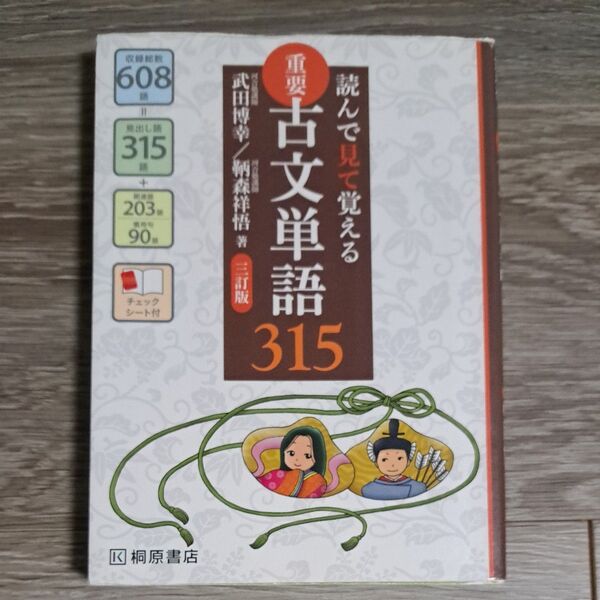 読んで見て覚える
重要
古文単語
315
武田博幸/鞆森祥悟 著
三訂版
収録総数
608
語
=
見出し語
315
語
+
関連語
203語
慣用句
90語
チェック
シート付
K 桐原書店